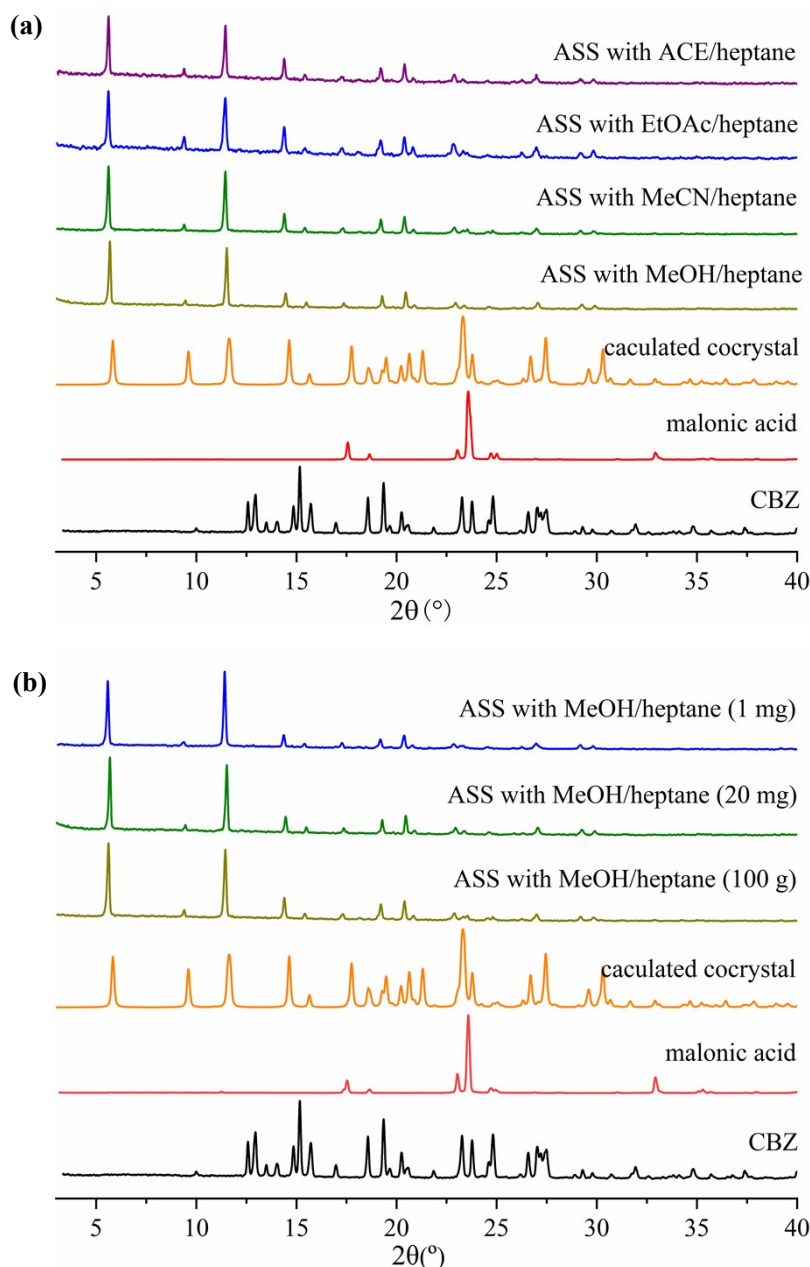 (a)
ASS with ACE/heptane
ASS with EtOAc/heptane
ASS with MeCN/heptane
ASS with MeOH/heptane
caculated cocrystal
malonic acid
CBZ
5 10 15 20 25 30 35 40
2θ(°)
(b)
ASS with MeOH/heptane (1 mg)
ASS with MeOH/heptane (20 mg)
ASS with MeOH/heptane (100 g)
caculated cocrystal
malonic acid
CBZ
5 10 15 20 25 30 35 40
2θ(º)